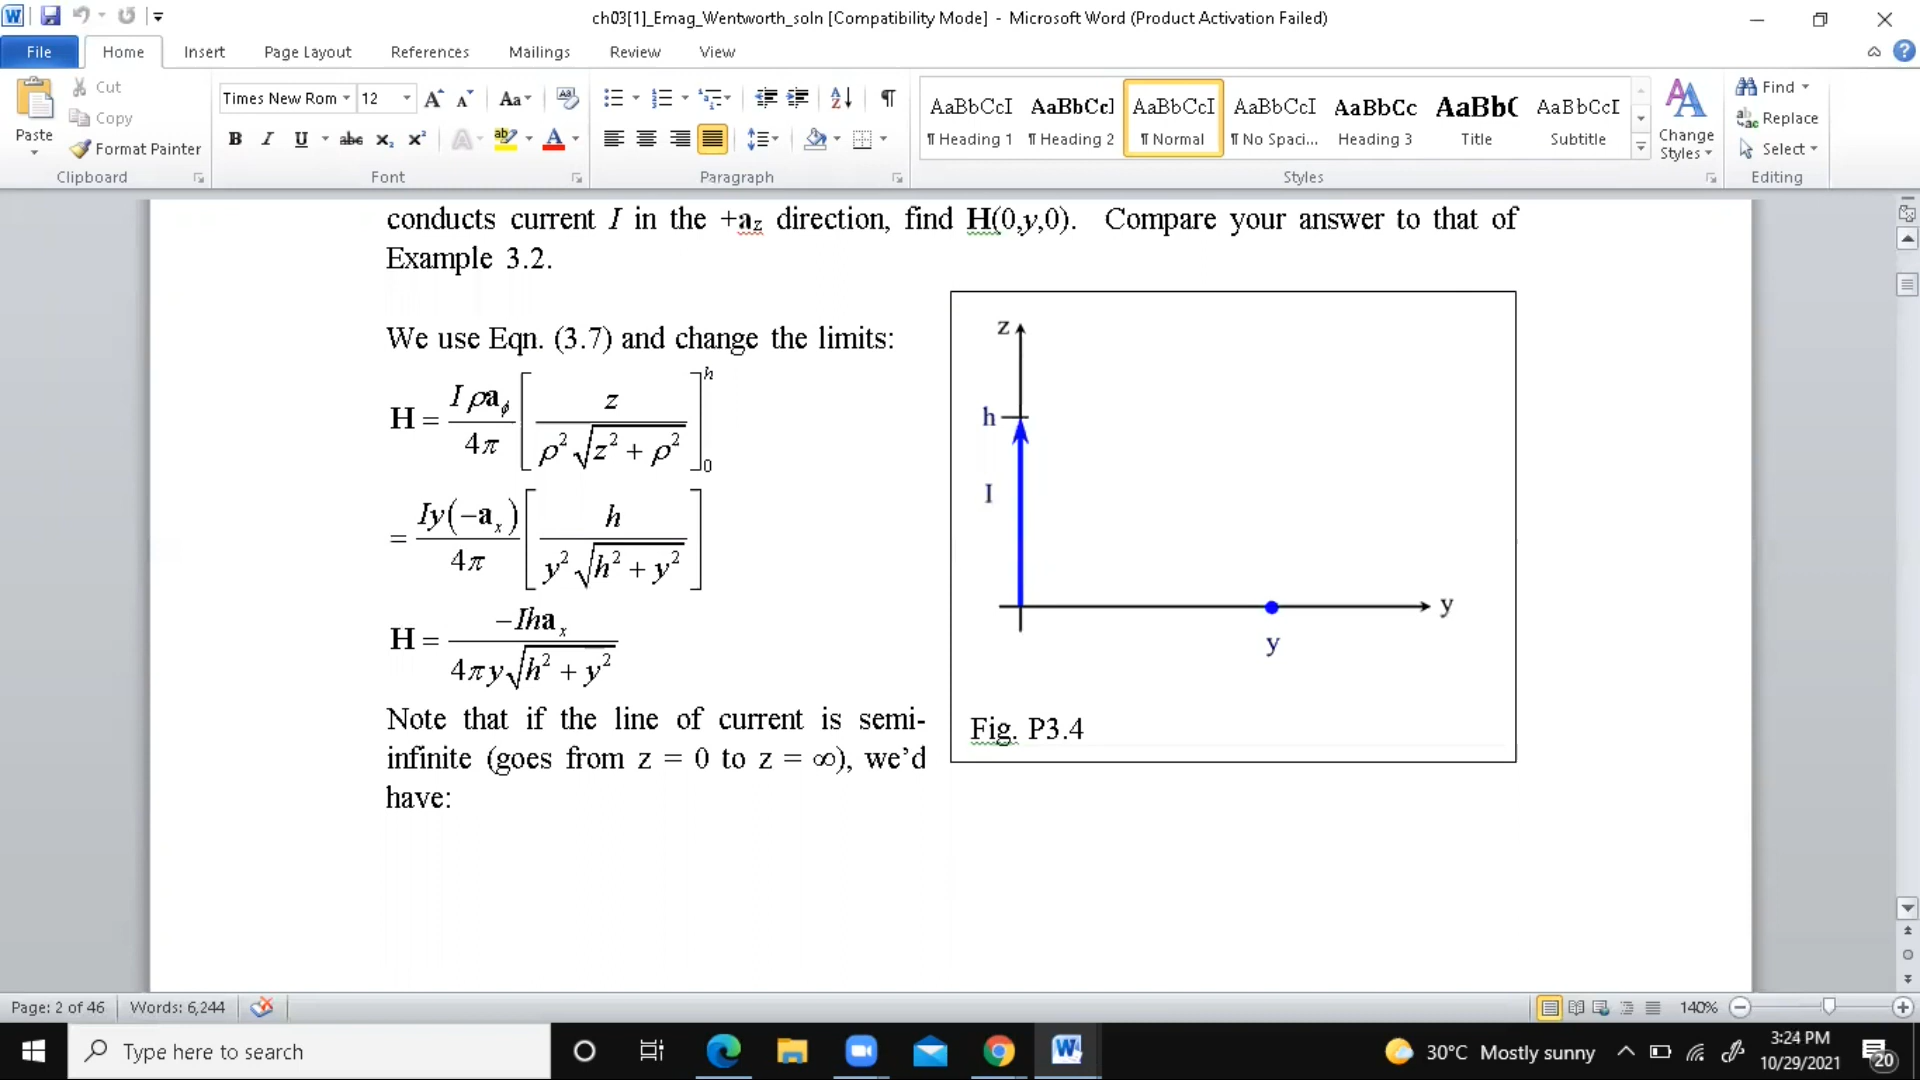 ch03[1]_Emag_Wentworth_soln [Compatibility Mode] - Microsoft Word (Product Activation Failed)
File Home Insert Page Layout References Mailings Review View
Cut
Copy
Paste
Format Painter
Clipboard
Times New Rom 12
Font
Paragraph
AaBbCcI AaBbCcI AaBbCcI AaBbCcI AaBbCc AaBb( AaBbCcI
¶ Heading 1 ¶ Heading 2 ¶ Normal ¶ No Spaci... Heading 3 Title Subtitle
Styles
Change Styles
Find
Replace
Select
Editing
conducts current I in the +a_z direction, find H(0,y,0). Compare your answer to that of
Example 3.2.
We use Eqn. (3.7) and change the limits:
H = Iρa_ϕ / 4π [ z / ρ² √(z² + ρ²) ]₀^h
= Iy(−a_x) / 4π [ h / y² √(h² + y²) ]
H = −Iha_x / 4πy√(h² + y²)
Note that if the line of current is semi-
infinite (goes from z = 0 to z = ∞), we'd
have:
z
h
I
y
y
Fig. P3.4
Page: 2 of 46 Words: 6,244
140%
Type here to search
30°C Mostly sunny
3:24 PM
10/29/2021
20